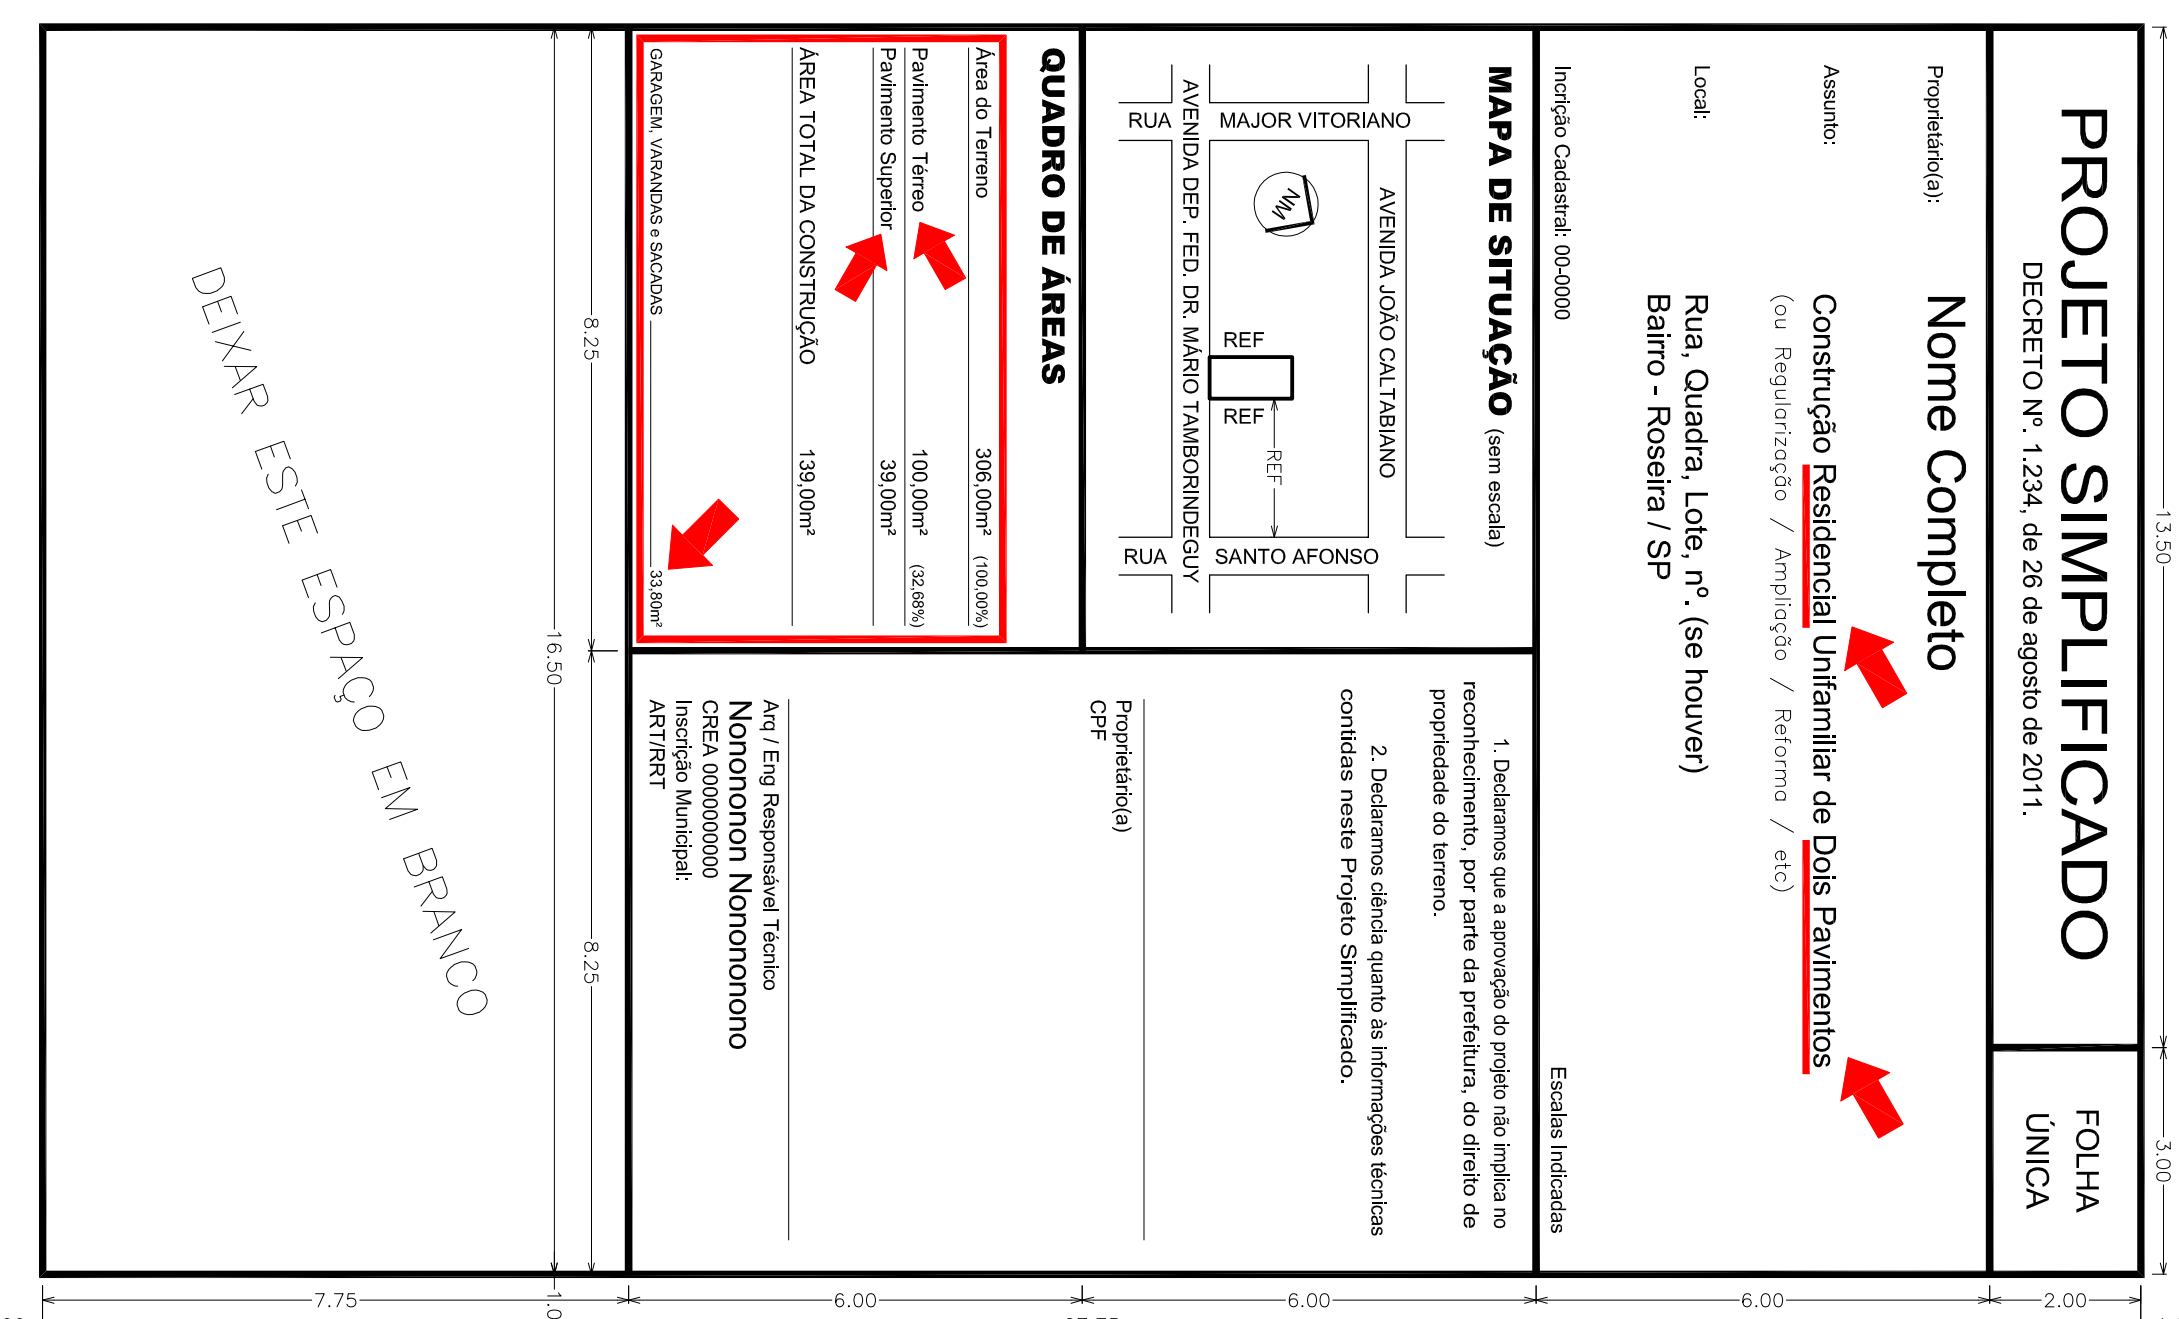 PROJETO SIMPLIFICADO
DECRETO Nº. 1.234, de 26 de agosto de 2011.
FOLHA
ÚNICA
Proprietário(a):
Nome Completo
Assunto:
Construção Residencial Unifamiliar de Dois Pavimentos
(ou Regularização / Ampliação / Reforma / etc)
Local:
Rua, Quadra, Lote, nº. (se houver)
Bairro - Roseira / SP
Incrição Cadastral: 00-0000
Escalas Indicadas
MAPA DE SITUAÇÃO (sem escala)
AVENIDA JOÃO CALTABIANO
RUA MAJOR VITORIANO
NM
REF
REF
REF
RUA SANTO AFONSO
AVENIDA DEP. FED. DR. MÁRIO TAMBORINDEGUY
QUADRO DE ÁREAS
Área do Terreno 306,00m² (100,00%)
Pavimento Térreo 100,00m² (32,68%)
Pavimento Superior 39,00m²
ÁREA TOTAL DA CONSTRUÇÃO 139,00m²
GARAGEM, VARANDAS e SACADAS 33,80m²
1. Declaramos que a aprovação do projeto não implica no
reconhecimento, por parte da prefeitura, do direito de
propriedade do terreno.
2. Declaramos ciência quanto às informações técnicas
contidas neste Projeto Simplificado.
Proprietário(a)
CPF
Arq / Eng Responsável Técnico
Nononononon Nononononono
CREA 0000000000
Inscrição Municipal:
ART/RRT
DEIXAR ESTE ESPAÇO EM BRANCO
13.50
3.00
8.25
8.25
16.50
2.00
6.00
6.00
6.00
7.75